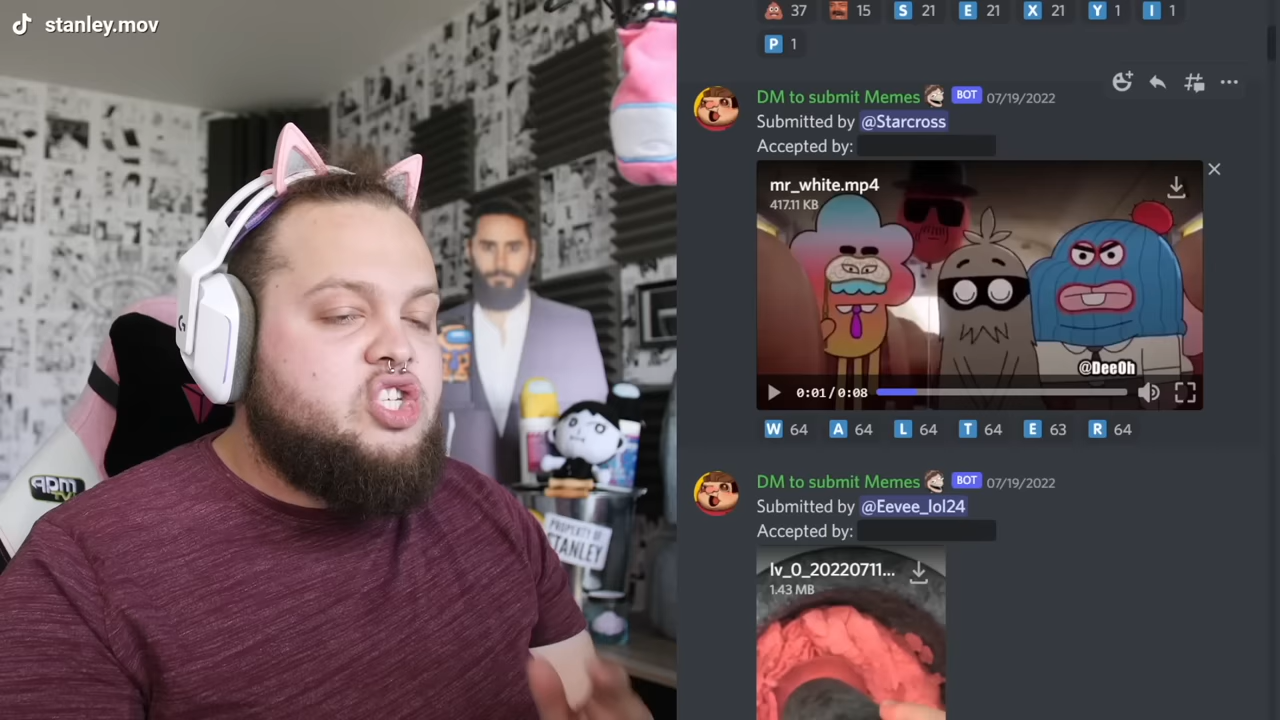 stanley.mov
37 15 S 21 E 21 X 21 Y 1 I 1
P 1
DM to submit Memes BOT 07/19/2022
Submitted by @Starcross
Accepted by:
mr_white.mp4
417.11 KB
@DeeOh
0:01/0:08
W 64 A 64 L 64 T 64 E 63 R 64
DM to submit Memes BOT 07/19/2022
Submitted by @Eevee_lol24
Accepted by:
lv_0_20220711...
1.43 MB
PROPERTY OF
STANLEY
G